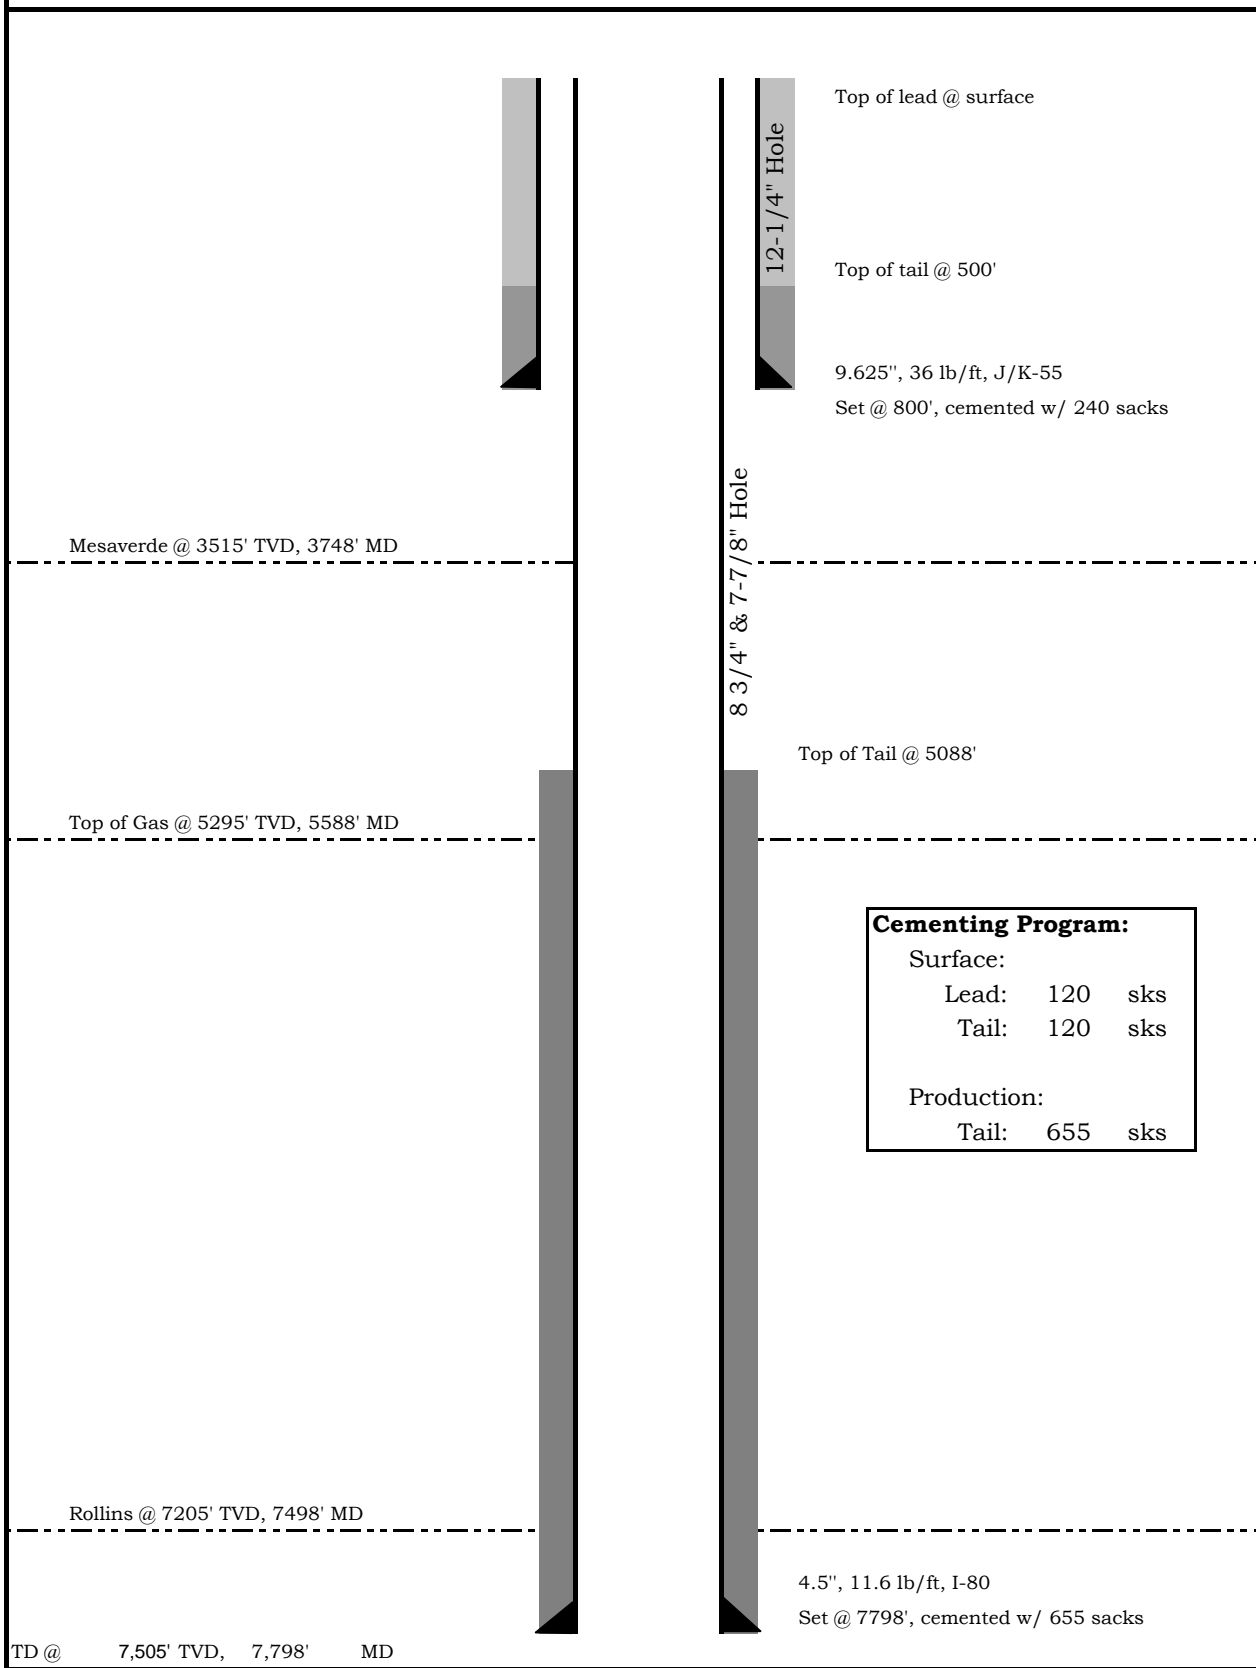 Top of lead @ surface
12-1/4" Hole
Top of tail @ 500'
9.625", 36 lb/ft, J/K-55
Set @ 800', cemented w/ 240 sacks
8 3/4" & 7-7/8" Hole
Mesaverde @ 3515' TVD, 3748' MD
Top of Tail @ 5088'
Top of Gas @ 5295' TVD, 5588' MD
Cementing Program:
Surface:
Lead: 120 sks
Tail: 120 sks
Production:
Tail: 655 sks
Rollins @ 7205' TVD, 7498' MD
4.5", 11.6 lb/ft, I-80
Set @ 7798', cemented w/ 655 sacks
TD @ 7,505' TVD, 7,798' MD